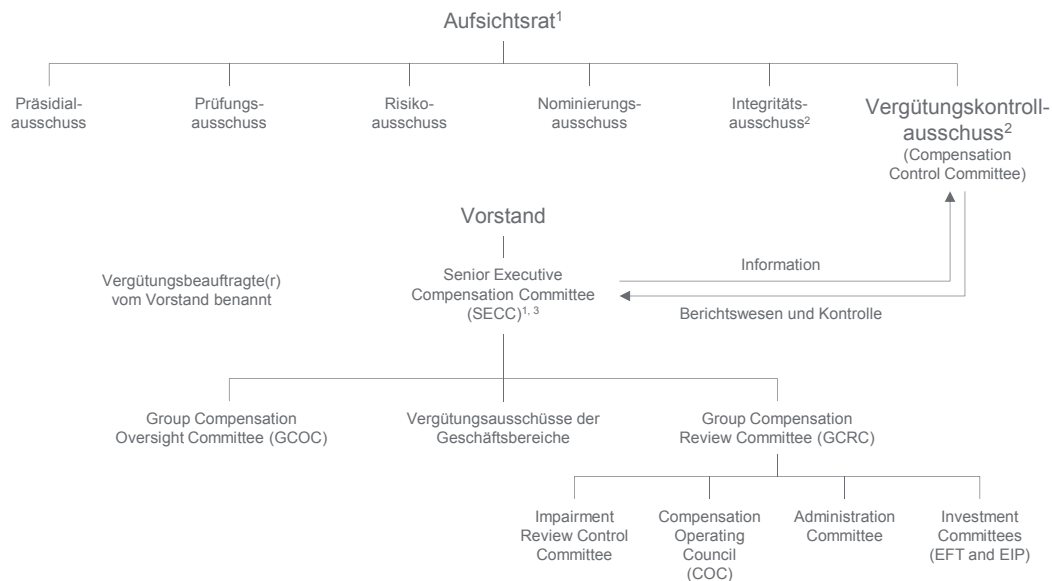 Aufsichtsrat¹
Präsidial-
ausschuss
Prüfungs-
ausschuss
Risiko-
ausschuss
Nominierungs-
ausschuss
Integritäts-
ausschuss²
Vergütungskontroll-
ausschuss²
(Compensation
Control Committee)
Vorstand
Vergütungsbeauftragte(r)
vom Vorstand benannt
Senior Executive
Compensation Committee
(SECC)¹, ³
Information
Berichtswesen und Kontrolle
Group Compensation
Oversight Committee (GCOC)
Vergütungsausschüsse der
Geschäftsbereiche
Group Compensation
Review Committee (GCRC)
Impairment
Review Control
Committee
Compensation
Operating
Council
(COC)
Administration
Committee
Investment
Committees
(EFT and EIP)